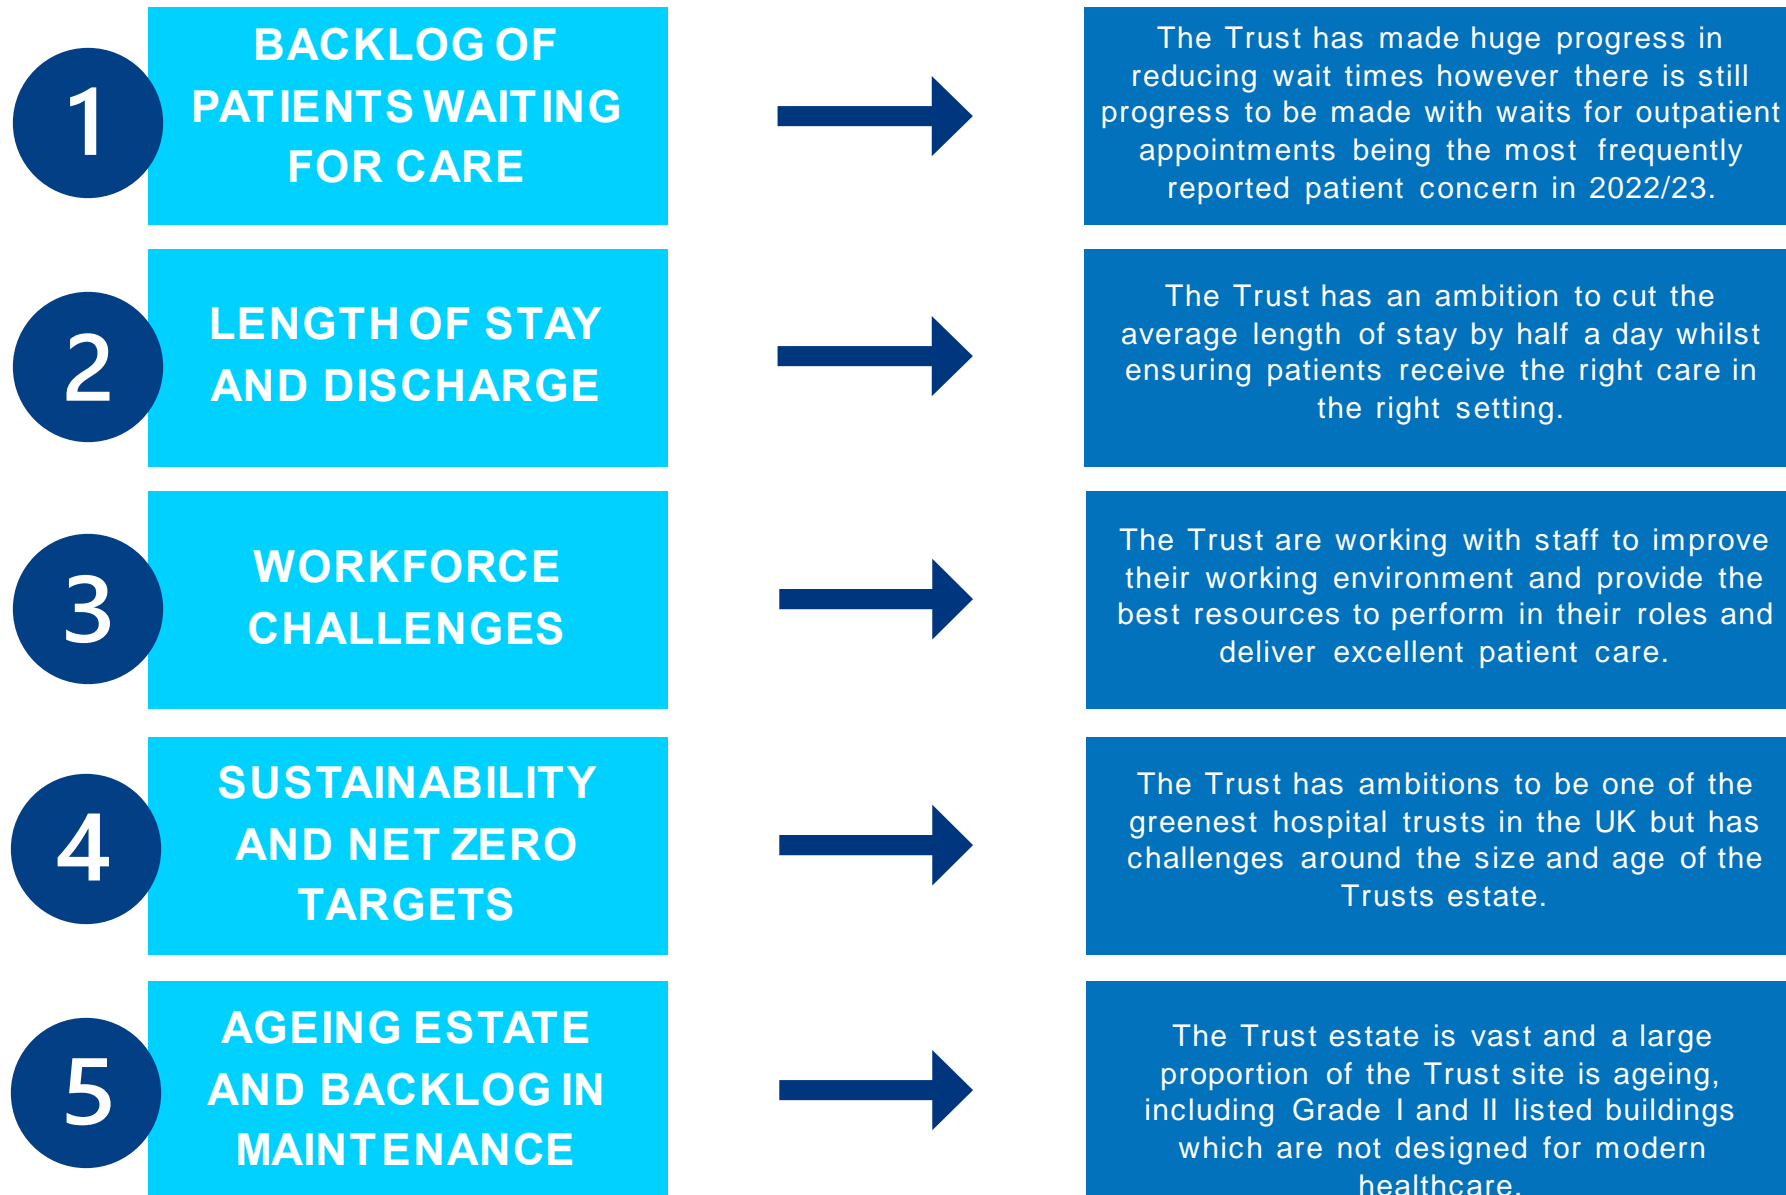 1
BACKLOG OF
PATIENTS WAITING
FOR CARE
The Trust has made huge progress in
reducing wait times however there is still
progress to be made with waits for outpatient
appointments being the most frequently
reported patient concern in 2022/23.
2
LENGTH OF STAY
AND DISCHARGE
The Trust has an ambition to cut the
average length of stay by half a day whilst
ensuring patients receive the right care in
the right setting.
3
WORKFORCE
CHALLENGES
The Trust are working with staff to improve
their working environment and provide the
best resources to perform in their roles and
deliver excellent patient care.
4
SUSTAINABILITY
AND NET ZERO
TARGETS
The Trust has ambitions to be one of the
greenest hospital trusts in the UK but has
challenges around the size and age of the
Trusts estate.
5
AGEING ESTATE
AND BACKLOG IN
MAINTENANCE
The Trust estate is vast and a large
proportion of the Trust site is ageing,
including Grade I and II listed buildings
which are not designed for modern
healthcare.